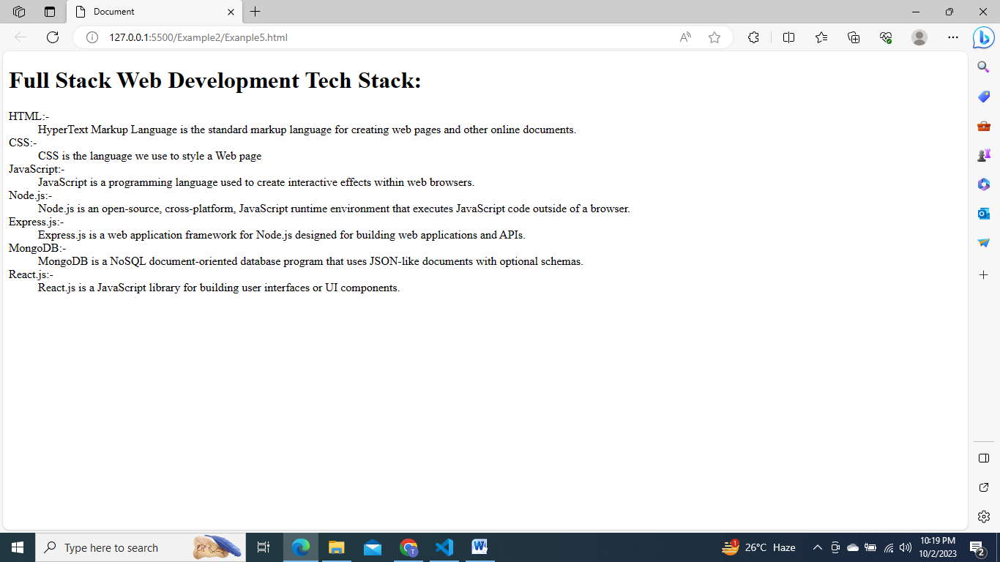 Document
127.0.0.1:5500/Example2/Exanple5.html
Full Stack Web Development Tech Stack:
HTML:-
HyperText Markup Language is the standard markup language for creating web pages and other online documents.
CSS:-
CSS is the language we use to style a Web page
JavaScript:-
JavaScript is a programming language used to create interactive effects within web browsers.
Node.js:-
Node.js is an open-source, cross-platform, JavaScript runtime environment that executes JavaScript code outside of a browser.
Express.js:-
Express.js is a web application framework for Node.js designed for building web applications and APIs.
MongoDB:-
MongoDB is a NoSQL document-oriented database program that uses JSON-like documents with optional schemas.
React.js:-
React.js is a JavaScript library for building user interfaces or UI components.
Type here to search
1
26°C Haze
10:19 PM
10/2/2023
2